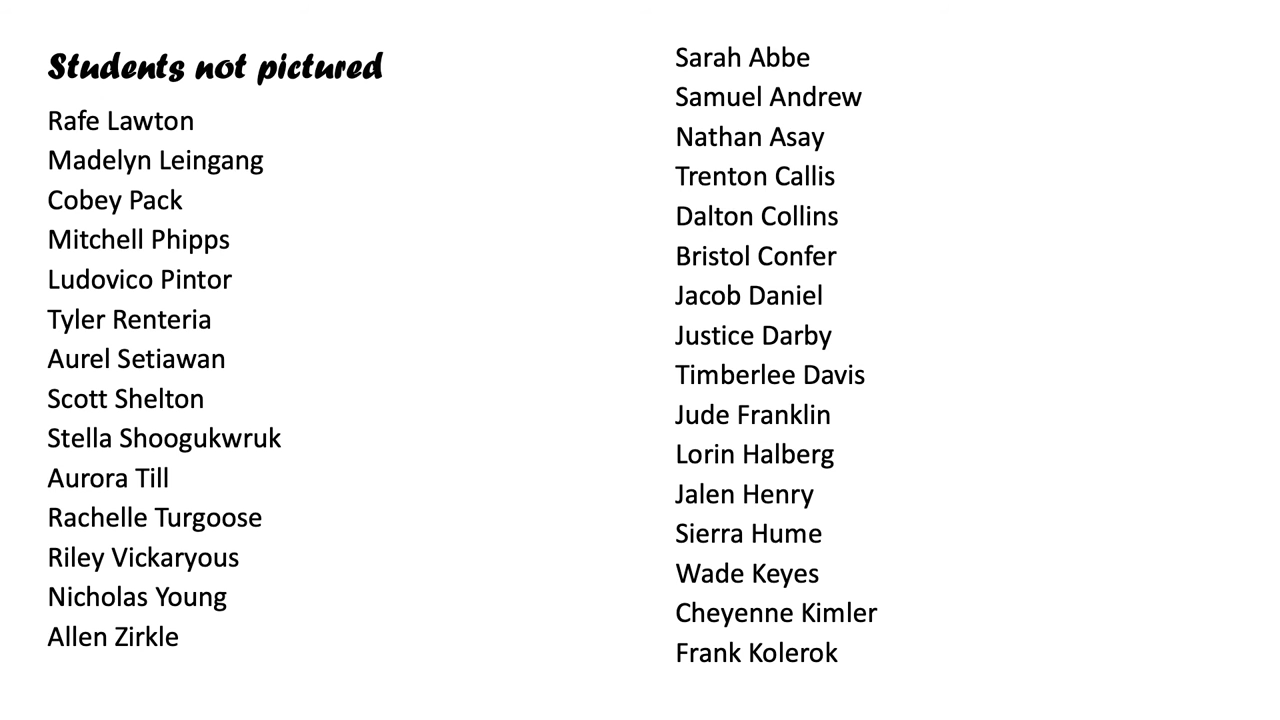 Students not pictured
Rafe Lawton
Madelyn Leingang
Cobey Pack
Mitchell Phipps
Ludovico Pintor
Tyler Renteria
Aurel Setiawan
Scott Shelton
Stella Shoogukwruk
Aurora Till
Rachelle Turgoose
Riley Vickaryous
Nicholas Young
Allen Zirkle
Sarah Abbe
Samuel Andrew
Nathan Asay
Trenton Callis
Dalton Collins
Bristol Confer
Jacob Daniel
Justice Darby
Timberlee Davis
Jude Franklin
Lorin Halberg
Jalen Henry
Sierra Hume
Wade Keyes
Cheyenne Kimler
Frank Kolerok